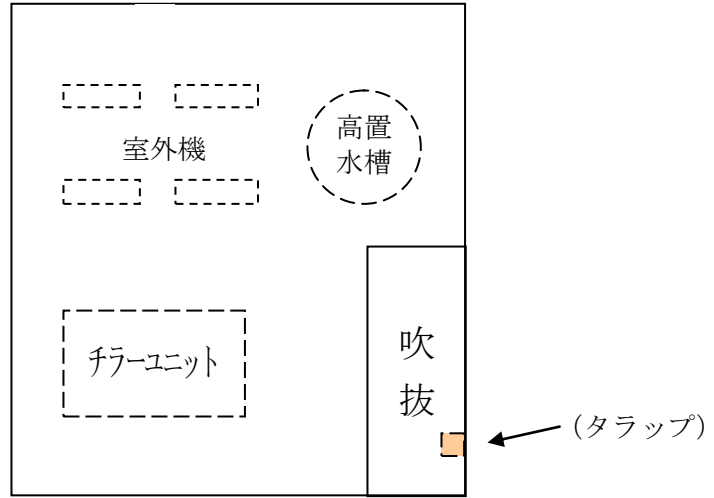 室外機
高置
水槽
チラーユニット
吹
抜
（タラップ）